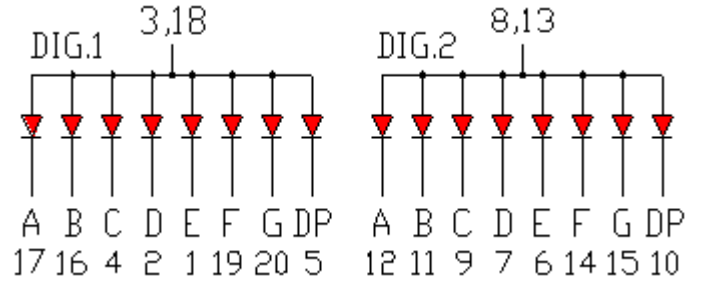 DIG.1 3,18 DIG.2 8,13
A B C D E F G DP A B C D E F G DP
17 16 4 2 1 19 20 5 12 11 9 7 6 14 15 10